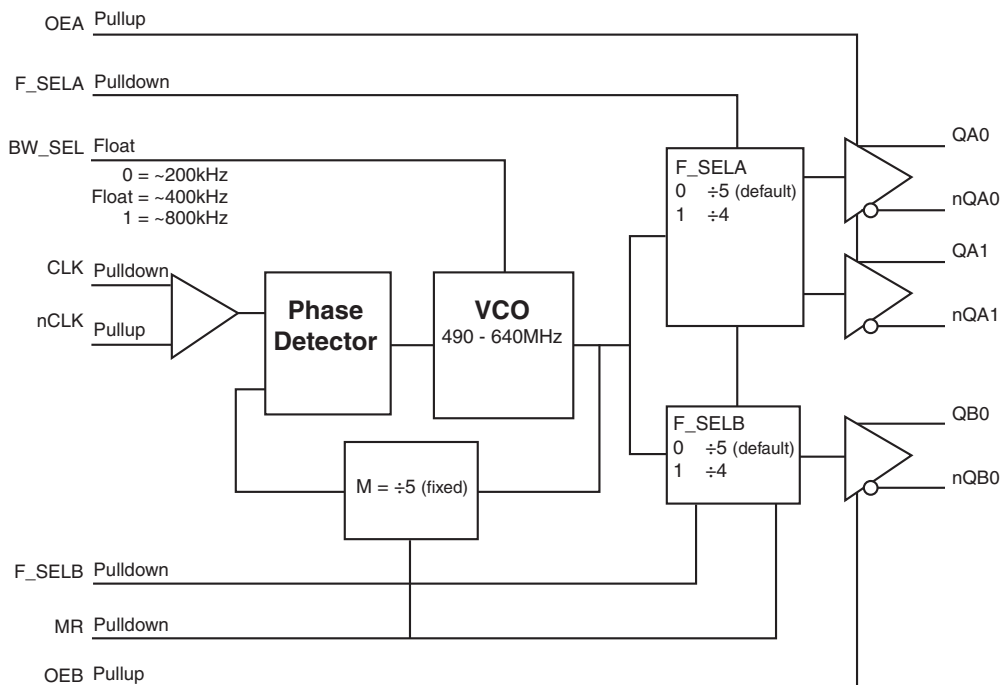 OEA Pullup
F_SELA Pulldown
BW_SEL Float
0 = ~200kHz
Float = ~400kHz
1 = ~800kHz
CLK Pulldown
nCLK Pullup
Phase
Detector
VCO
490 - 640MHz
M = ÷5 (fixed)
F_SELA
0 ÷5 (default)
1 ÷4
F_SELB
0 ÷5 (default)
1 ÷4
QA0
nQA0
QA1
nQA1
QB0
nQB0
F_SELB Pulldown
MR Pulldown
OEB Pullup